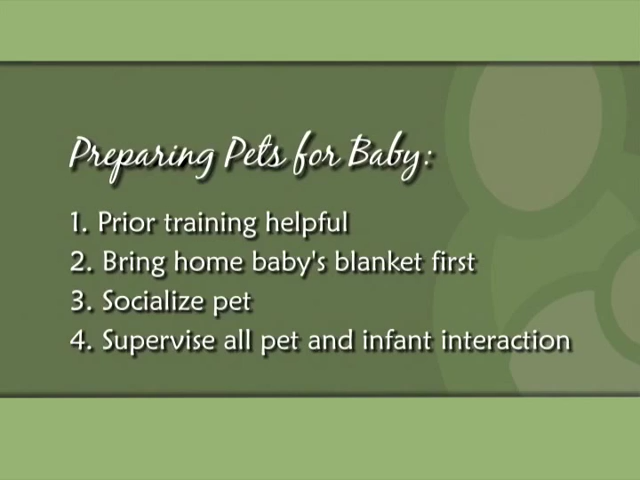 Preparing Pets for Baby:
1. Prior training helpful
2. Bring home baby's blanket first
3. Socialize pet
4. Supervise all pet and infant interaction